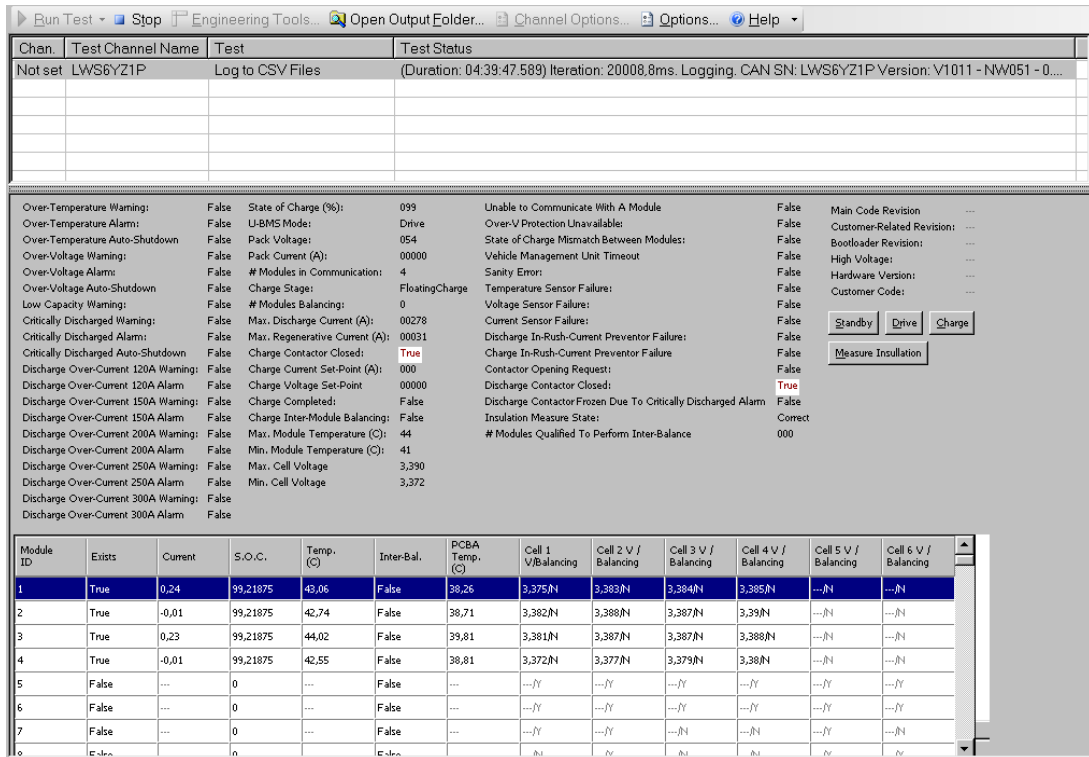 Run Test Stop Engineering Tools... Open Output Folder... Channel Options... Options... Help
Chan. Test Channel Name Test Test Status
Not set LWS6YZ1P Log to CSV Files (Duration: 04:39:47.589) Iteration: 20008,8ms. Logging. CAN SN: LWS6YZ1P Version: V1011 - NW051 - 0....
Over-Temperature Warning: False State of Charge (%): 099 Unable to Communicate With A Module False Main Code Revision ---
Over-Temperature Alarm: False U-BMS Mode: Drive Over-V Protection Unavailable: False Customer-Related Revision: ---
Over-Temperature Auto-Shutdown False Pack Voltage: 054 State of Charge Mismatch Between Modules: False Bootloader Revision: ---
Over-Voltage Warning: False Pack Current (A): 00000 Vehicle Management Unit Timeout False High Voltage: ---
Over-Voltage Alarm: False # Modules in Communication: 4 Sanity Error: False Hardware Version: ---
Over-Voltage Auto-Shutdown False Charge Stage: FloatingCharge Temperature Sensor Failure: False Customer Code: ---
Low Capacity Warning: False # Modules Balancing: 0 Voltage Sensor Failure: False
Critically Discharged Warning: False Max. Discharge Current (A): 00278 Current Sensor Failure: False Standby Drive Charge
Critically Discharged Alarm: False Max. Regenerative Current (A): 00031 Discharge In-Rush-Current Preventor Failure: False
Critically Discharged Auto-Shutdown False Charge Contactor Closed: True Charge In-Rush-Current Preventor Failure False Measure Insullation
Discharge Over-Current 120A Warning: False Charge Current Set-Point (A): 000 Contactor Opening Request: False
Discharge Over-Current 120A Alarm False Charge Voltage Set-Point 00000 Discharge Contactor Closed: True
Discharge Over-Current 150A Warning: False Charge Completed: False Discharge Contactor Frozen Due To Critically Discharged Alarm False
Discharge Over-Current 150A Alarm False Charge Inter-Module Balancing: False Insulation Measure State: Correct
Discharge Over-Current 200A Warning: False Max. Module Temperature (C): 44 # Modules Qualified To Perform Inter-Balance 000
Discharge Over-Current 200A Alarm False Min. Module Temperature (C): 41
Discharge Over-Current 250A Warning: False Max. Cell Voltage 3,390
Discharge Over-Current 250A Alarm False Min. Cell Voltage 3,372
Discharge Over-Current 300A Warning: False
Discharge Over-Current 300A Alarm False
Module ID Exists Current S.O.C. Temp. (C) Inter-Bal. PCBA Temp. (C) Cell 1 V/Balancing Cell 2 V / Balancing Cell 3 V / Balancing Cell 4 V / Balancing Cell 5 V / Balancing Cell 6 V / Balancing
1 True 0,24 99,21875 43,06 False 38,26 3,375/N 3,383/N 3,384/N 3,385/N ---/N ---/N
2 True -0,01 99,21875 42,74 False 38,71 3,382/N 3,388/N 3,387/N 3,39/N ---/N ---/N
3 True 0,23 99,21875 44,02 False 39,81 3,381/N 3,387/N 3,387/N 3,388/N ---/N ---/N
4 True -0,01 99,21875 42,55 False 38,81 3,372/N 3,377/N 3,379/N 3,38/N ---/N ---/N
5 False --- 0 --- False --- ---/Y ---/Y ---/Y ---/Y ---/Y ---/Y
6 False --- 0 --- False --- ---/Y ---/Y ---/Y ---/Y ---/Y ---/Y
7 False --- 0 --- False --- ---/Y ---/Y ---/N ---/N ---/N ---/N